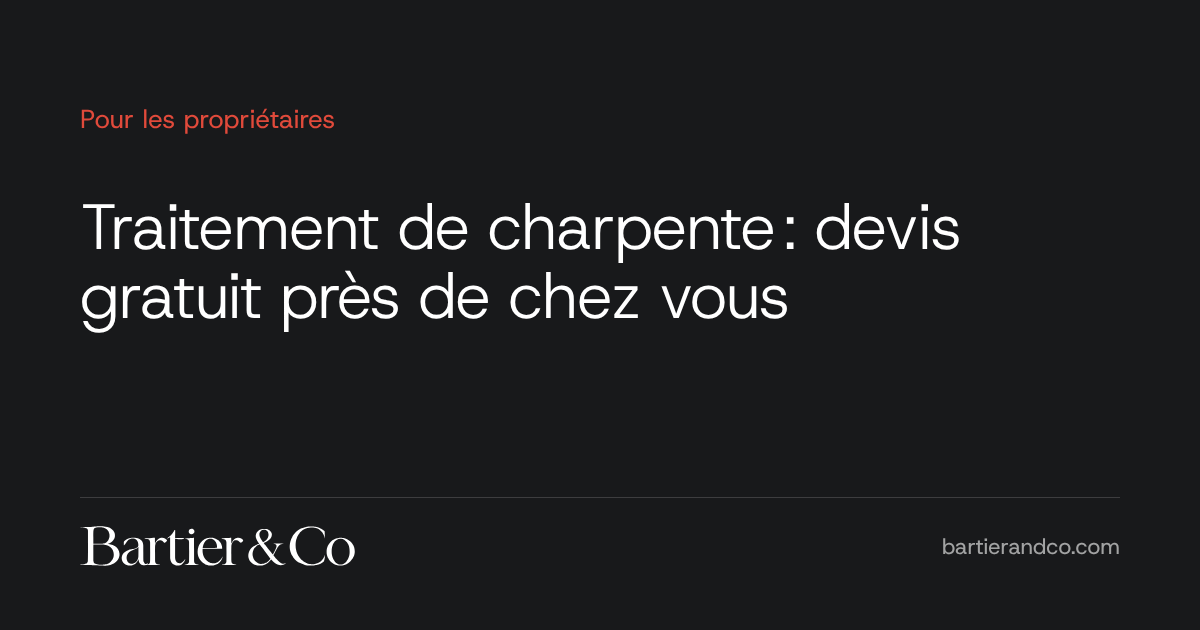 Pour les propriétaires
Traitement de charpente : devis
gratuit près de chez vous
Bartier & Co
bartierandco.com